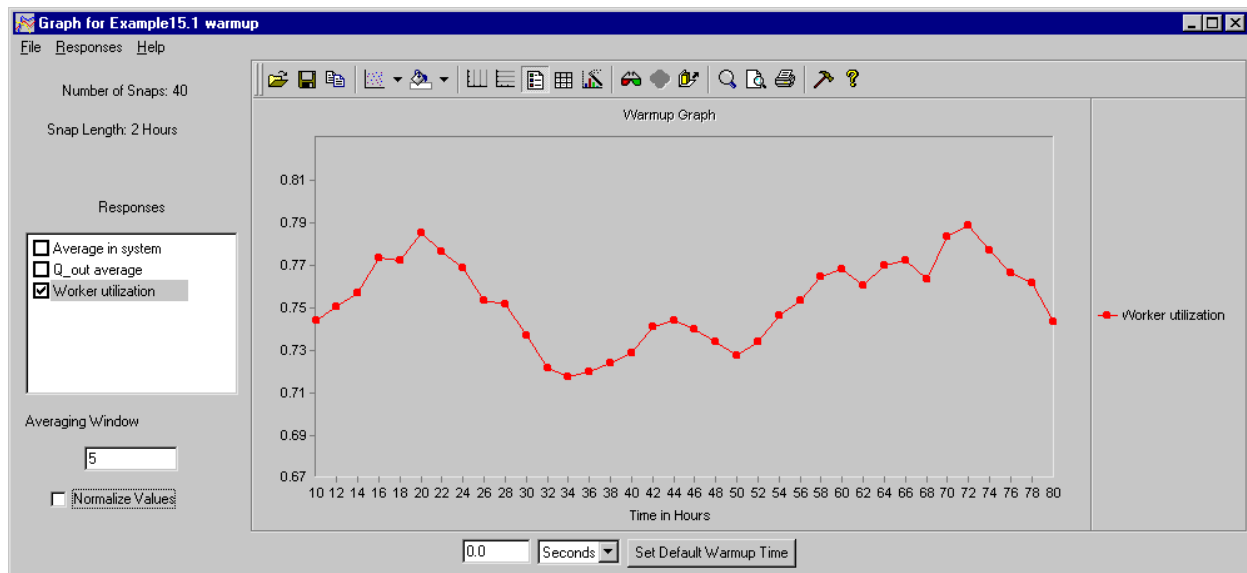 Graph for Example15.1 warmup
File Responses Help
Number of Snaps: 40
Snap Length: 2 Hours
Responses
Average in system
Q_out average
Worker utilization
Averaging Window
5
Normalize Values
Warmup Graph
0.81
0.79
0.77
0.75
0.73
0.71
0.69
0.67
10 12 14 16 18 20 22 24 26 28 30 32 34 36 38 40 42 44 46 48 50 52 54 56 58 60 62 64 66 68 70 72 74 76 78 80
Time in Hours
Worker utilization
0.0 Seconds Set Default Warmup Time